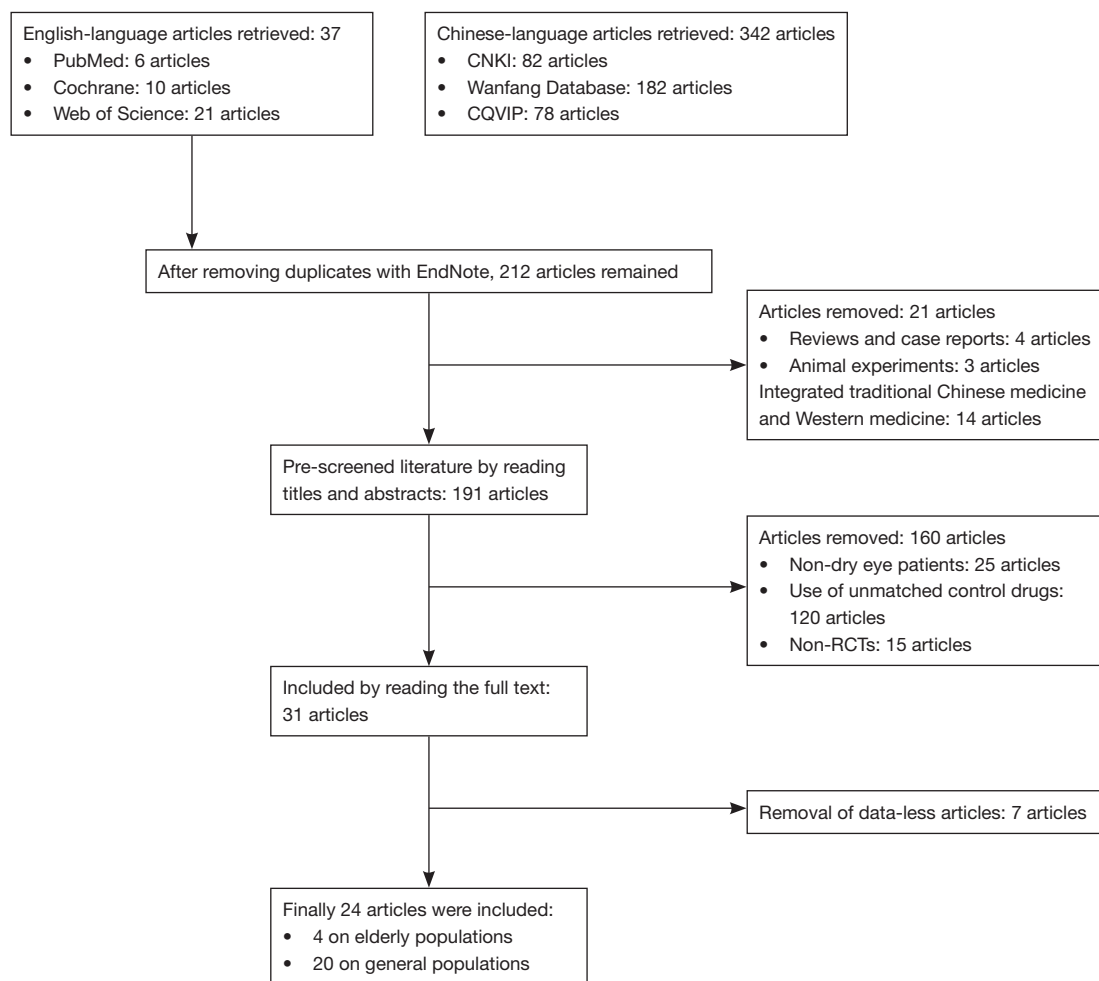 English-language articles retrieved: 37
• PubMed: 6 articles
• Cochrane: 10 articles
• Web of Science: 21 articles
Chinese-language articles retrieved: 342 articles
• CNKI: 82 articles
• Wanfang Database: 182 articles
• CQVIP: 78 articles
After removing duplicates with EndNote, 212 articles remained
Articles removed: 21 articles
• Reviews and case reports: 4 articles
• Animal experiments: 3 articles
Integrated traditional Chinese medicine
and Western medicine: 14 articles
Pre-screened literature by reading
titles and abstracts: 191 articles
Articles removed: 160 articles
• Non-dry eye patients: 25 articles
• Use of unmatched control drugs:
120 articles
• Non-RCTs: 15 articles
Included by reading the full text:
31 articles
Removal of data-less articles: 7 articles
Finally 24 articles were included:
• 4 on elderly populations
• 20 on general populations